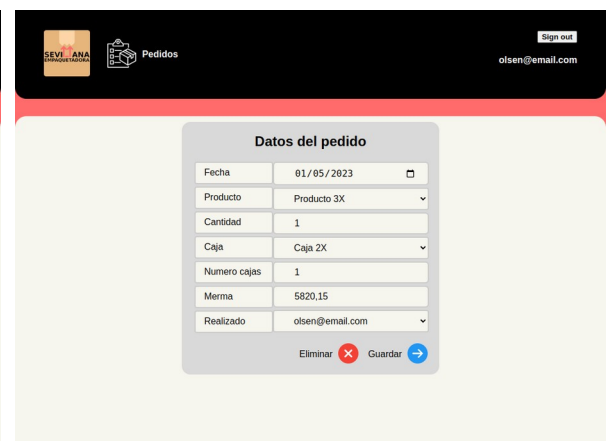 Sign out
SEVILLANA
EMPAQUETADORA
Pedidos
olsen@email.com
Datos del pedido
Fecha 01/05/2023
Producto Producto 3X
Cantidad 1
Caja Caja 2X
Numero cajas 1
Merma 5820,15
Realizado olsen@email.com
Eliminar Guardar